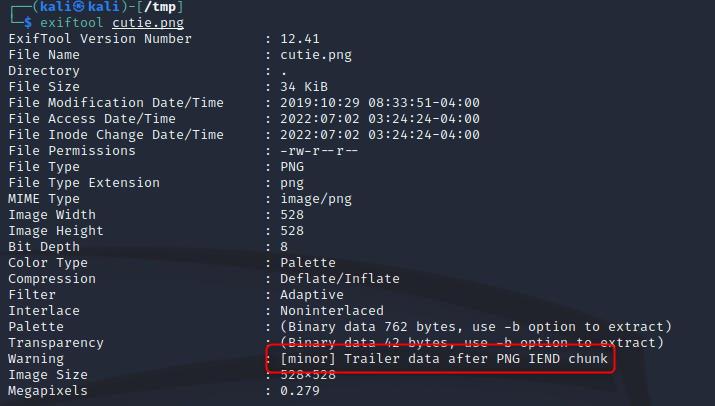 ┌──(kali㉿kali)-[/tmp]
└─$ exiftool cutie.png
ExifTool Version Number         : 12.41
File Name                       : cutie.png
Directory                       : .
File Size                       : 34 KiB
File Modification Date/Time     : 2019:10:29 08:33:51-04:00
File Access Date/Time           : 2022:07:02 03:24:24-04:00
File Inode Change Date/Time     : 2022:07:02 03:24:24-04:00
File Permissions                : -rw-r--r--
File Type                       : PNG
File Type Extension             : png
MIME Type                       : image/png
Image Width                     : 528
Image Height                    : 528
Bit Depth                       : 8
Color Type                      : Palette
Compression                     : Deflate/Inflate
Filter                          : Adaptive
Interlace                       : Noninterlaced
Palette                         : (Binary data 762 bytes, use -b option to extract)
Transparency                    : (Binary data 42 bytes, use -b option to extract)
Warning                         : [minor] Trailer data after PNG IEND chunk
Image Size                      : 528×528
Megapixels                      : 0.279